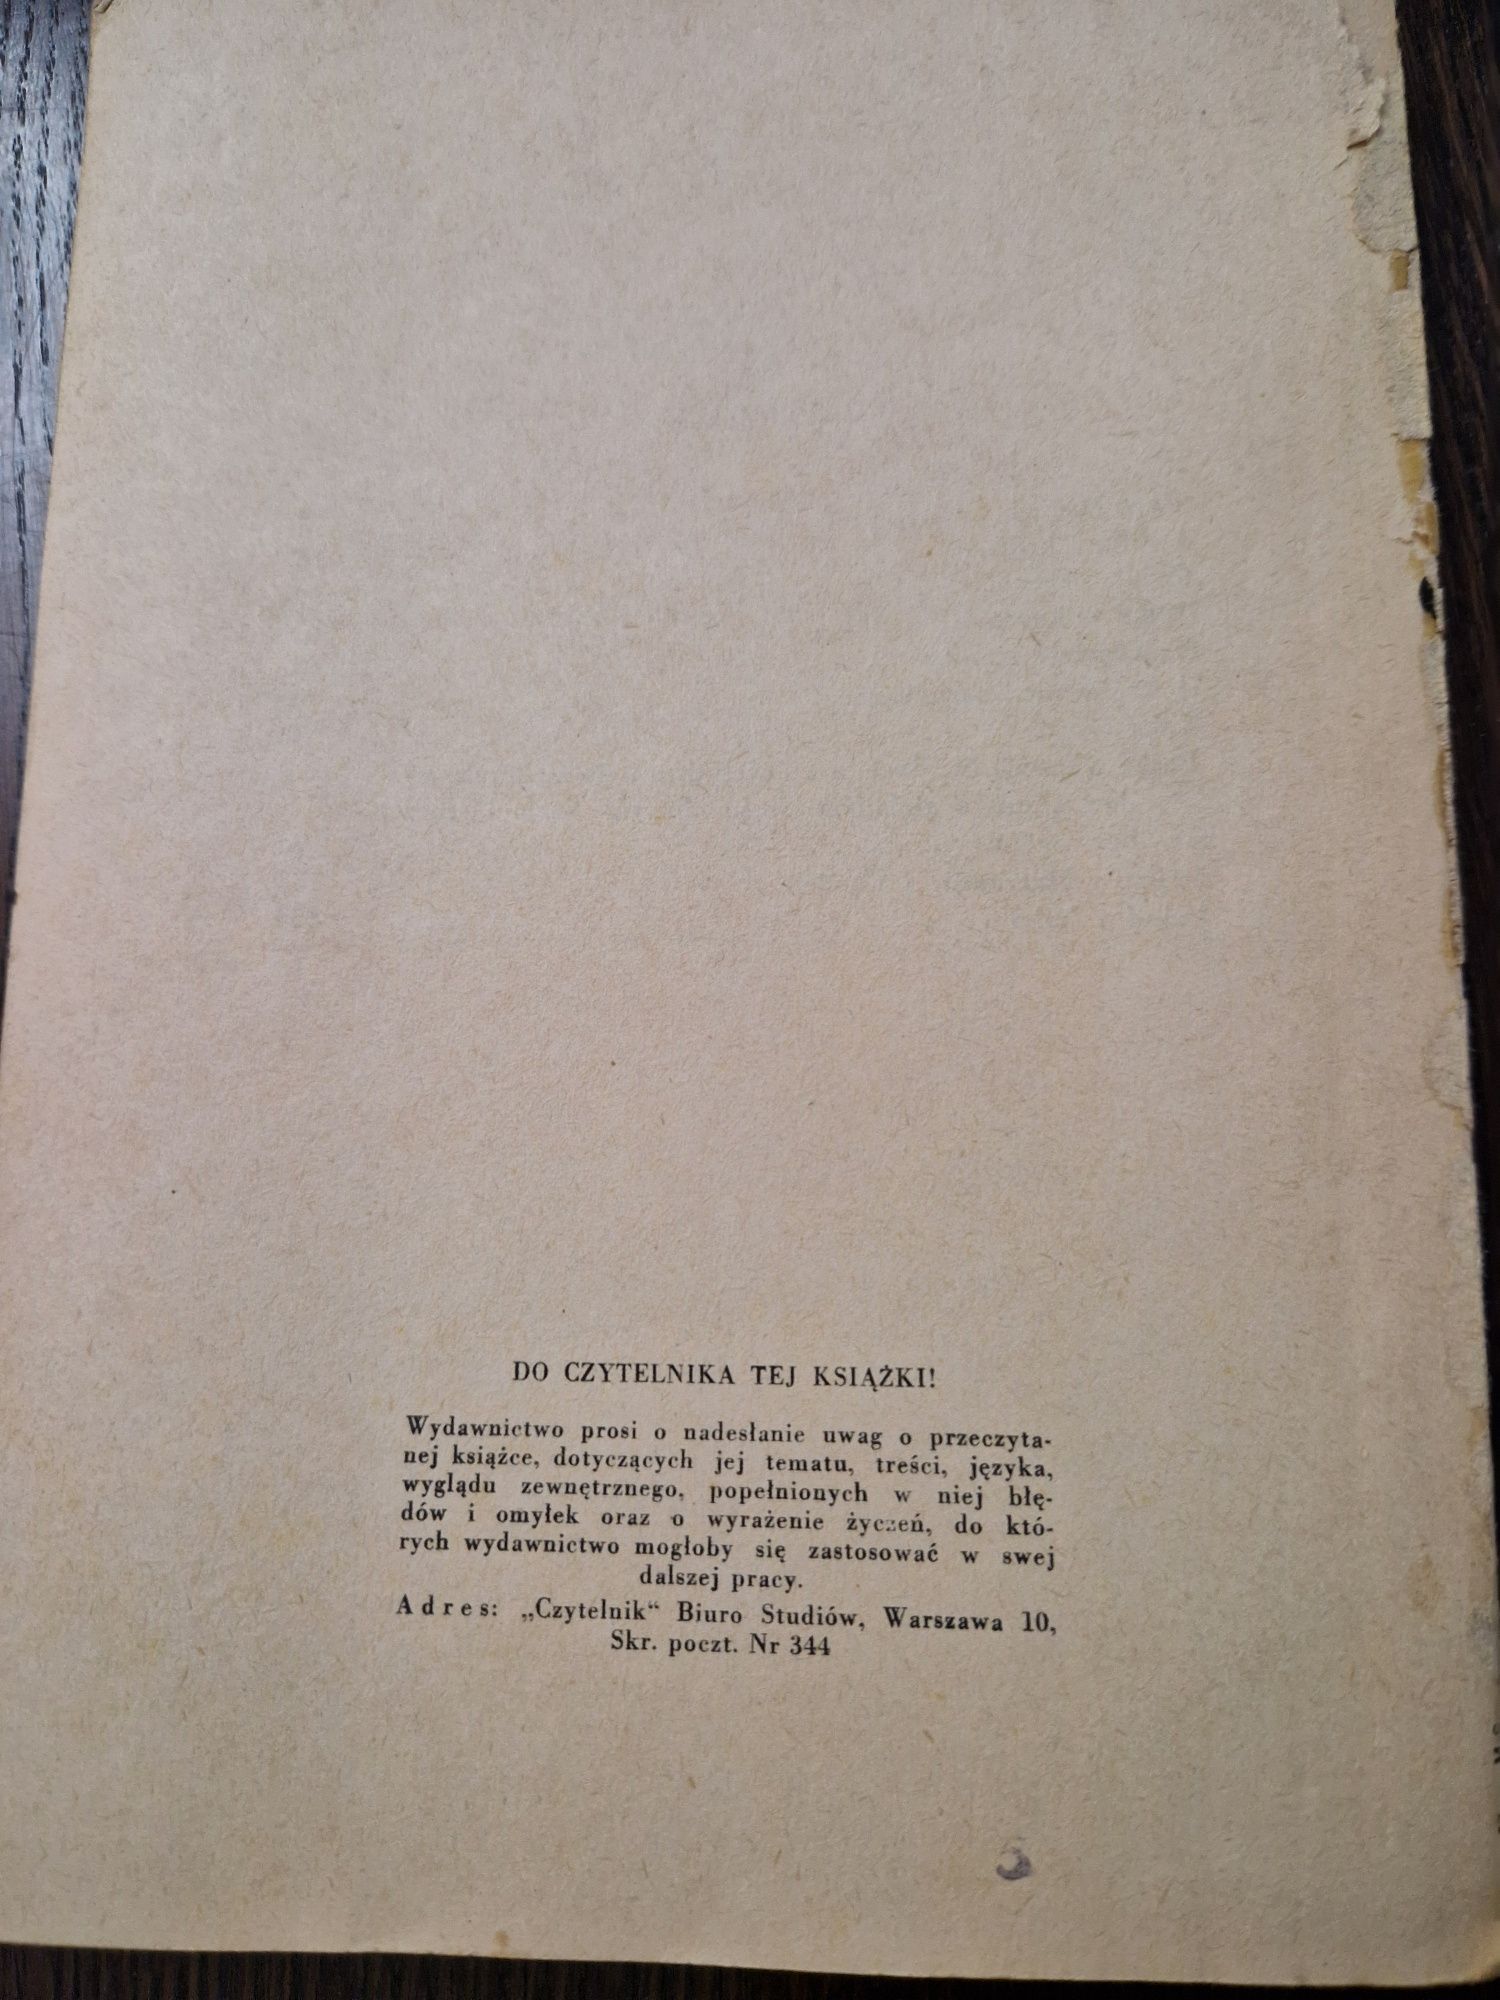 DO CZYTELNIKA TEJ KSIĄŻKI!
Wydawnictwo prosi o nadesłanie uwag o przeczyta-
nej książce, dotyczących jej tematu, treści, języka,
wyglądu zewnętrznego, popełnionych w niej błę-
dów i omyłek oraz o wyrażenie życzeń, do któ-
rych wydawnictwo mogłoby się zastosować w swej
dalszej pracy.
Adres: „Czytelnik“ Biuro Studiów, Warszawa 10,
Skr. poczt. Nr 344